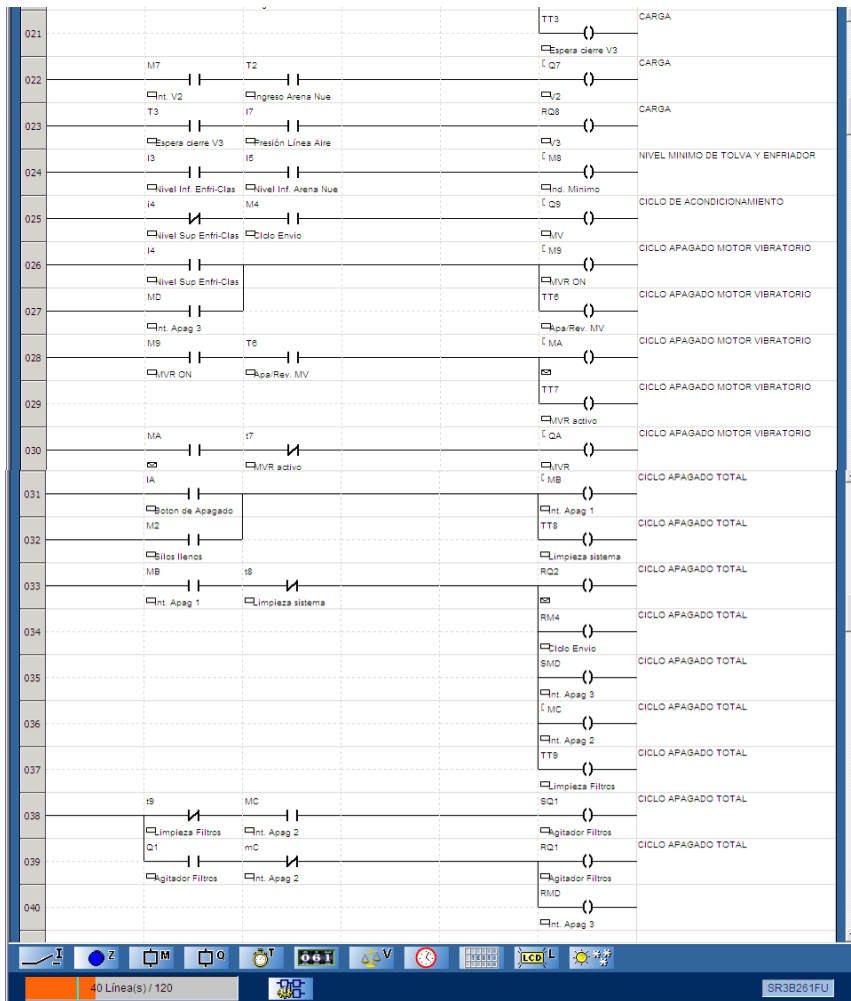 TT3 CARGA
021
Espera cierre V3
M7 T2 [ Q7 CARGA
022
Int. V2 Ingreso Arena Nue V2
T3 I7 RQ8 CARGA
023
Espera cierre V3 Presión Línea Aire V3
I3 I5 [ M8 NIVEL MINIMO DE TOLVA Y ENFRIADOR
024
Nivel Inf. Enfri-Clas Nivel Inf. Arena Nue Ind. Minimo
i4 M4 [ Q9 CICLO DE ACONDICIONAMIENTO
025
Nivel Sup Enfri-Clas Ciclo Envio MV
I4 [ M9 CICLO APAGADO MOTOR VIBRATORIO
026
Nivel Sup Enfri-Clas MVR ON
MD TT6 CICLO APAGADO MOTOR VIBRATORIO
027
Int. Apag 3 Apa/Rev. MV
M9 T6 [ MA CICLO APAGADO MOTOR VIBRATORIO
028
MVR ON Apa/Rev. MV
TT7 CICLO APAGADO MOTOR VIBRATORIO
029
MVR activo
MA t7 [ QA CICLO APAGADO MOTOR VIBRATORIO
030
MVR activo MVR
IA [ MB CICLO APAGADO TOTAL
031
Boton de Apagado Int. Apag 1
M2 TT8 CICLO APAGADO TOTAL
032
Silos llenos Limpieza sistema
MB t8 RQ2 CICLO APAGADO TOTAL
033
Int. Apag 1 Limpieza sistema
RM4 CICLO APAGADO TOTAL
034
Ciclo Envio
SMD CICLO APAGADO TOTAL
035
Int. Apag 3
[ MC CICLO APAGADO TOTAL
036
Int. Apag 2
TT9 CICLO APAGADO TOTAL
037
Limpieza Filtros
t9 MC SQ1 CICLO APAGADO TOTAL
038
Limpieza Filtros Int. Apag 2 Agitador Filtros
Q1 mC RQ1 CICLO APAGADO TOTAL
039
Agitador Filtros Int. Apag 2 Agitador Filtros
RMD CICLO APAGADO TOTAL
040
Int. Apag 3
I Z M Q T 061 V LCD L
40 Línea(s) / 120 SR3B261FU